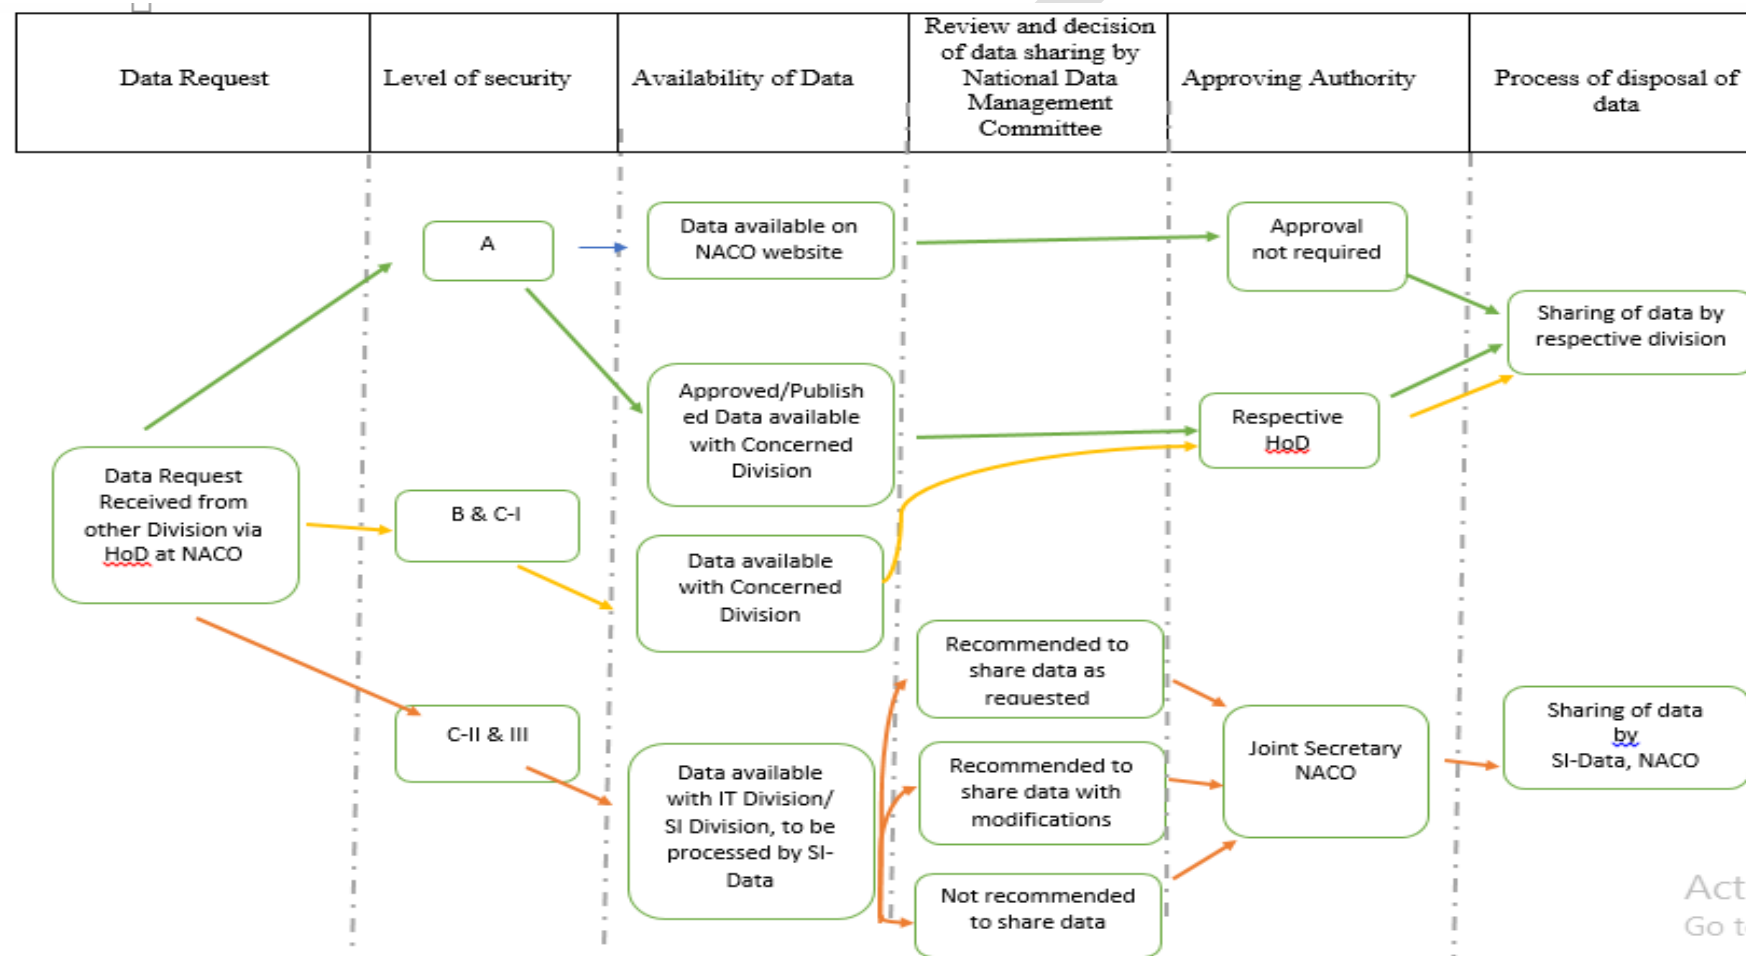 Data Request
Level of security
Availability of Data
Review and decision
of data sharing by
National Data
Management
Committee
Approving Authority
Process of disposal of
data
A
Data available on
NACO website
Approval
not required
Sharing of data by
respective division
Approved/Publish
ed Data available
with Concerned
Division
Respective
HoD
Data Request
Received from
other Division via
HoD at NACO
B & C-I
Data available
with Concerned
Division
Recommended to
share data as
requested
C-II & III
Data available
with IT Division/
SI Division, to be
processed by SI-
Data
Recommended to
share data with
modifications
Not recommended
to share data
Joint Secretary
NACO
Sharing of data
by
SI-Data, NACO
Act
Go t